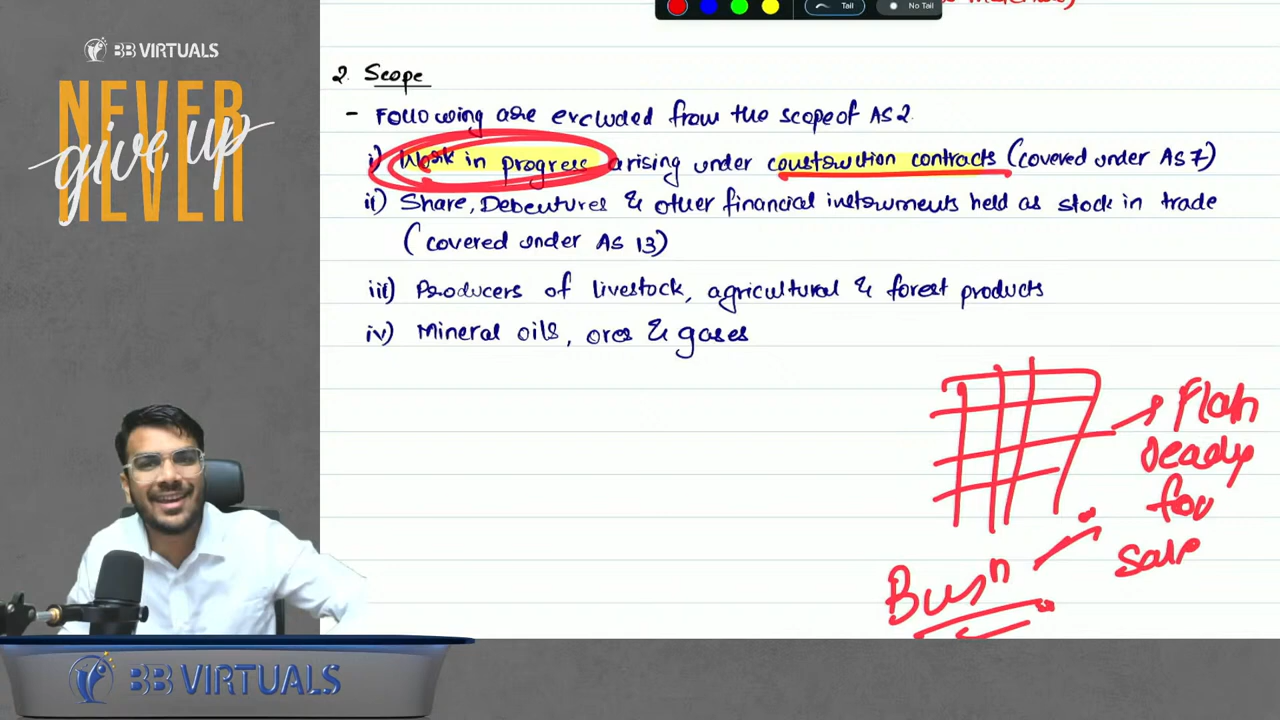 BB VIRTUALS
NEVER
give up
NEVER
Tail
No Tail
2. Scope
- Following are excluded from the scope of AS 2.
i) Work in progress arising under construction contracts (covered under AS 7)
ii) Share, Debentures & other financial instruments held as stock in trade
(covered under AS 13)
iii) Producers of livestock, agricultural & forest products
iv) Mineral oils, ores & gases
ready
for
sale
Busn
BB VIRTUALS